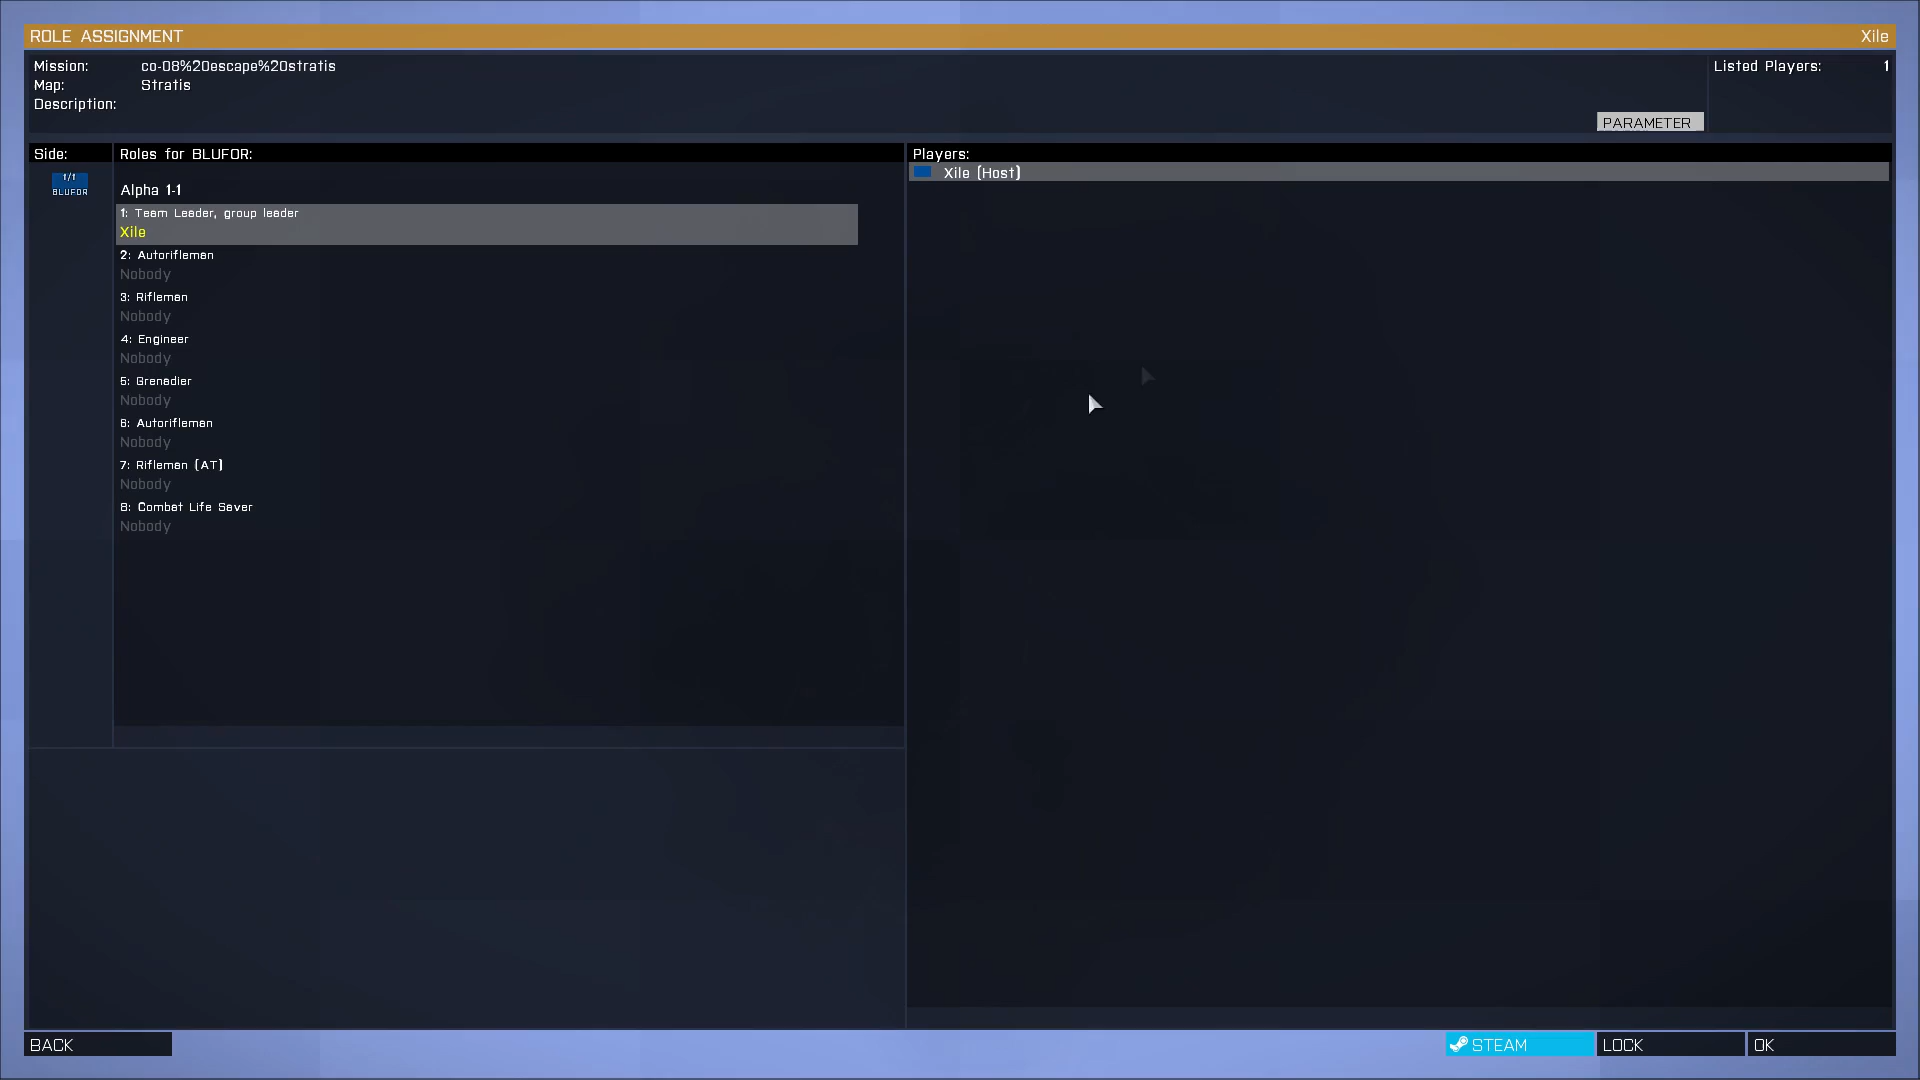 ROLE ASSIGNMENT
Xile
Mission: co-08%20escape%20stratis
Listed Players: 1
Map: Stratis
Description:
PARAMETER
Side:
Roles for BLUFOR:
Players:
1/1
BLUFOR
Xile (Host)
Alpha 1-1
1: Team Leader, group leader
Xile
2: Autorifleman
Nobody
3: Rifleman
Nobody
4: Engineer
Nobody
5: Grenadier
Nobody
6: Autorifleman
Nobody
7: Rifleman (AT)
Nobody
8: Combat Life Saver
Nobody
BACK
STEAM
LOCK
OK